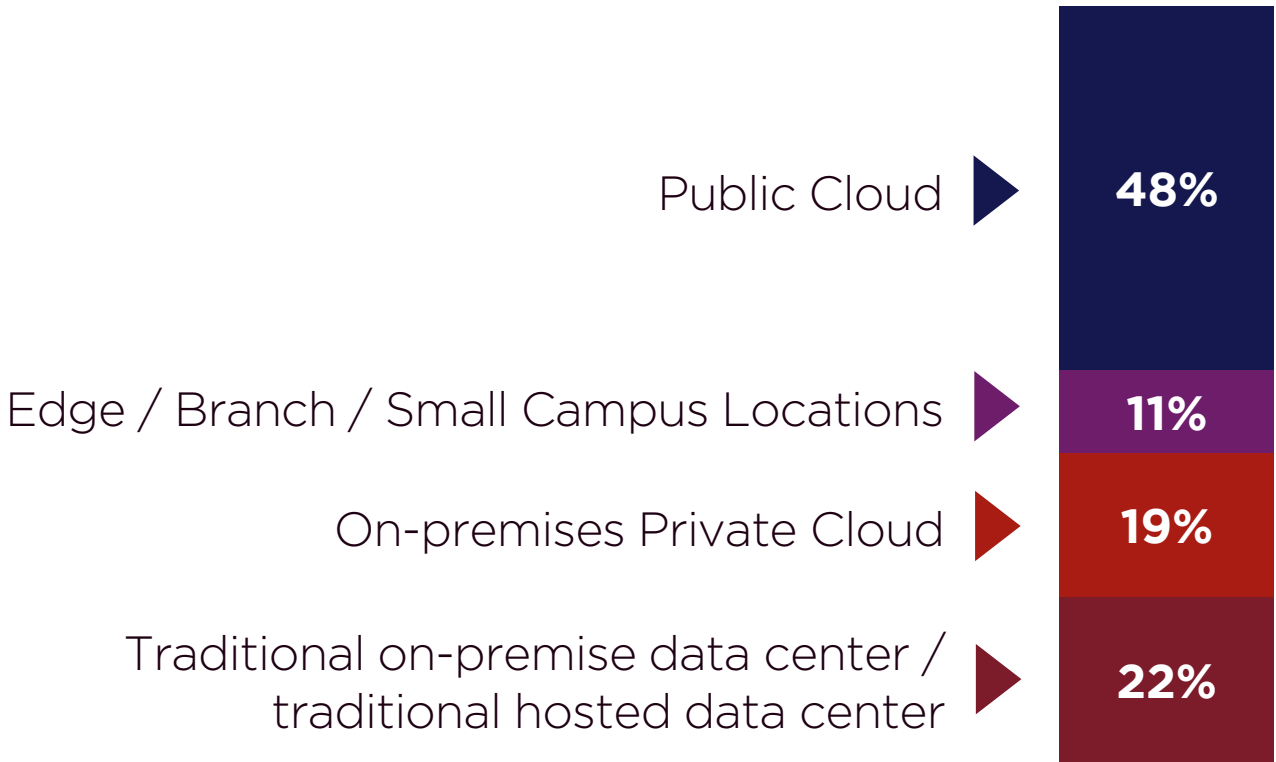 Public Cloud
48%
Edge / Branch / Small Campus Locations
11%
On-premises Private Cloud
19%
Traditional on-premise data center /
traditional hosted data center
22%